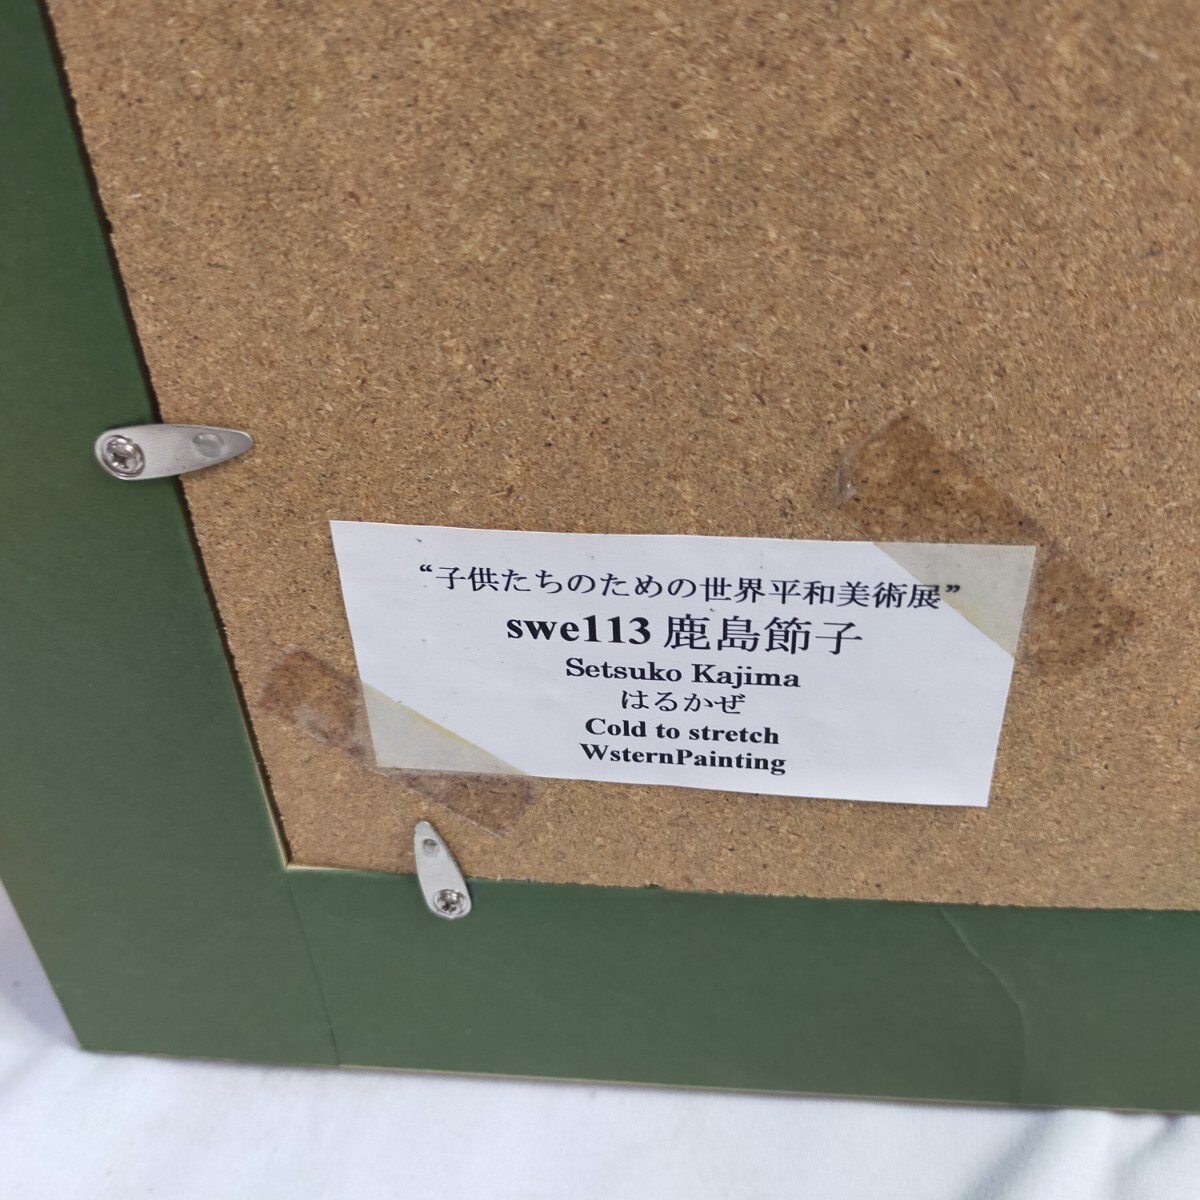 “子供たちのための世界平和美術展”
swe113 鹿島節子
Setsuko Kajima
はるかぜ
Cold to stretch
WsternPainting